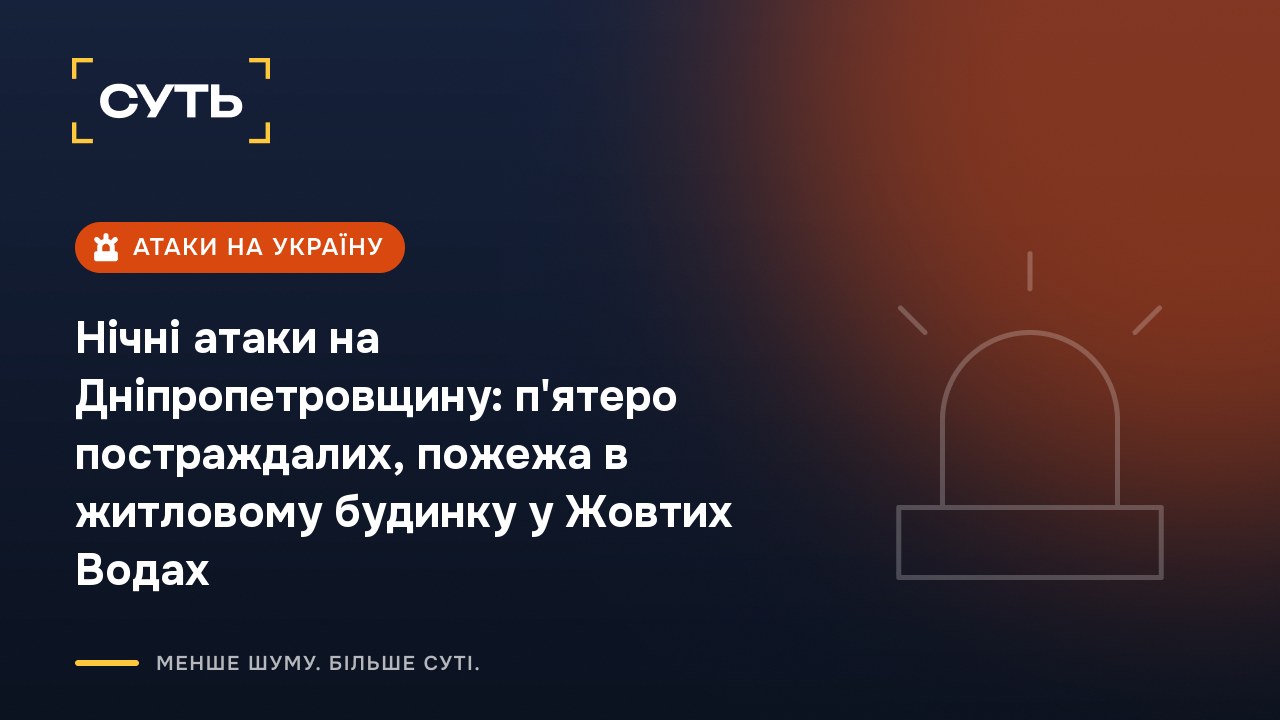 СУТЬ
АТАКИ НА УКРАЇНУ
Нічні атаки на
Дніпропетровщину: п'ятеро
постраждалих, пожежа в
житловому будинку у Жовтих
Водах
МЕНШЕ ШУМУ. БІЛЬШЕ СУТІ.